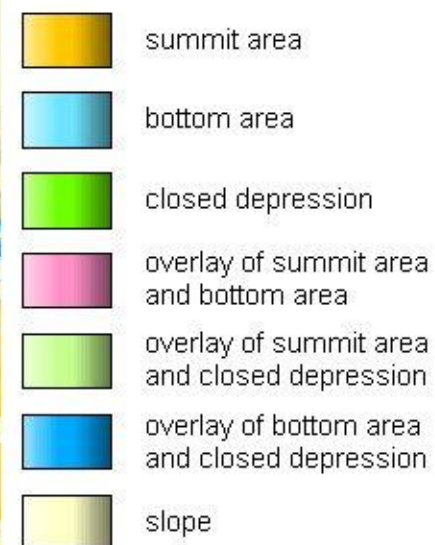 summit area
bottom area
closed depression
overlay of summit area
and bottom area
overlay of summit area
and closed depression
overlay of bottom area
and closed depression
slope